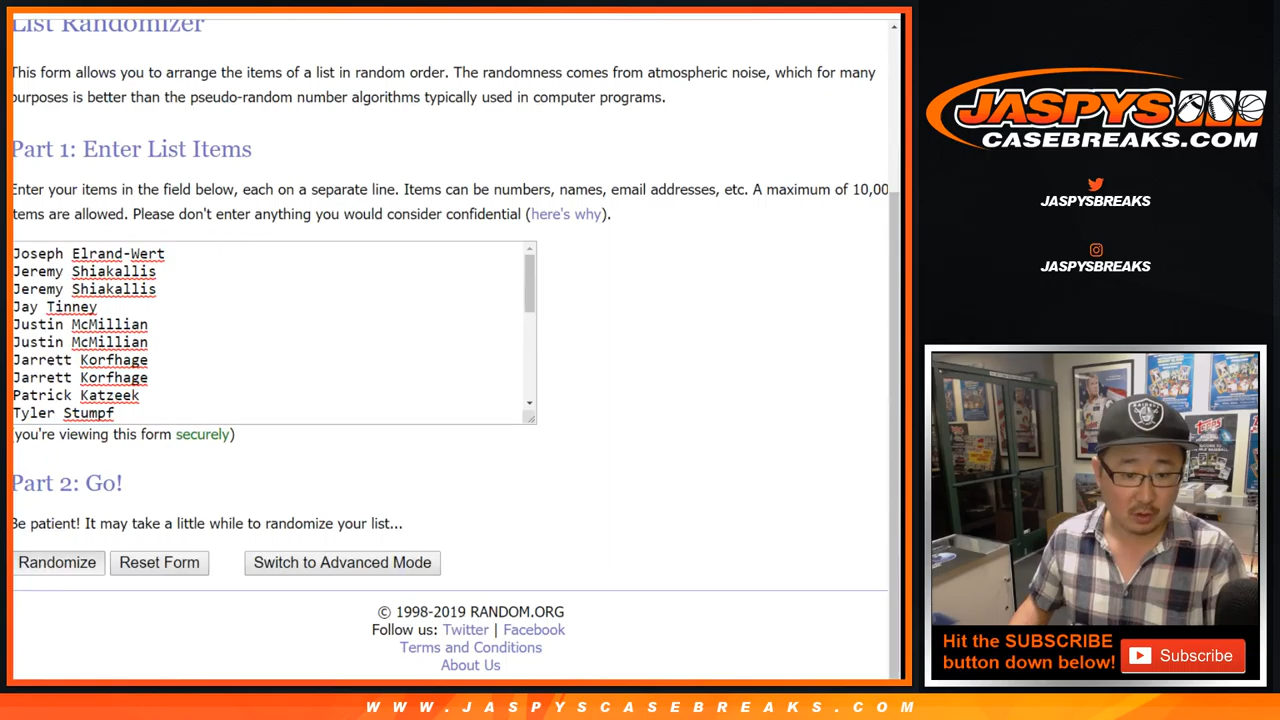 List Randomizer
This form allows you to arrange the items of a list in random order. The randomness comes from atmospheric noise, which for many
purposes is better than the pseudo-random number algorithms typically used in computer programs.
Part 1: Enter List Items
Enter your items in the field below, each on a separate line. Items can be numbers, names, email addresses, etc. A maximum of 10,00
items are allowed. Please don't enter anything you would consider confidential (here's why).
Joseph Elrand-Wert
Jeremy Shiakallis
Jeremy Shiakallis
Jay Tinney
Justin McMillian
Justin McMillian
Jarrett Korfhage
Jarrett Korfhage
Patrick Katzeek
Tyler Stumpf
(you're viewing this form securely)
Part 2: Go!
Be patient! It may take a little while to randomize your list...
Randomize Reset Form Switch to Advanced Mode
© 1998-2019 RANDOM.ORG
Follow us: Twitter | Facebook
Terms and Conditions
About Us
JASPYS
CASEBREAKS.COM
JASPYSBREAKS
JASPYSBREAKS
RAIDERS
Topps
Hit the SUBSCRIBE
button down below!
Subscribe
WWW.JASPYSCASEBREAKS.COM